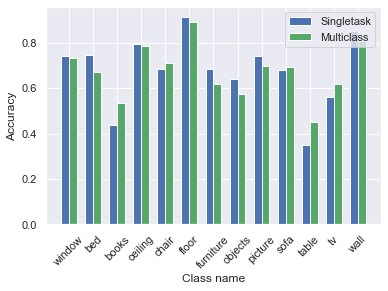 Singletask
Multiclass
Accuracy
0.8
0.6
0.4
0.2
0.0
window
bed
books
ceiling
chair
floor
furniture
objects
picture
sofa
table
tv
wall
Class name